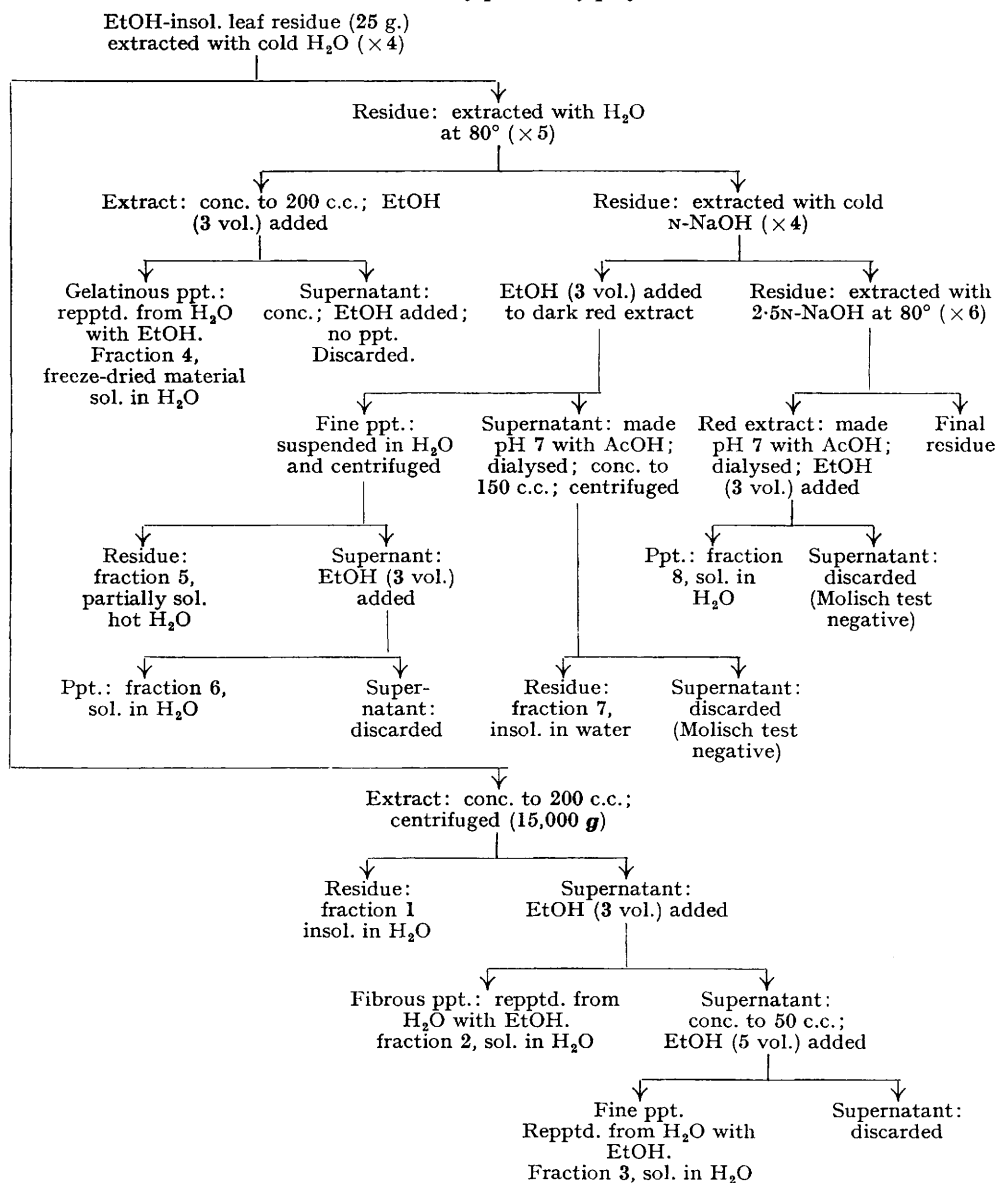 EtOH-insol. leaf residue (25 g.)
extracted with cold H₂O (×4)
Residue: extracted with H₂O
at 80° (×5)
Extract: conc. to 200 c.c.; EtOH
(3 vol.) added
Residue: extracted with cold
N-NaOH (×4)
Gelatinous ppt.:
repptd. from H₂O
with EtOH.
Fraction 4,
freeze-dried material
sol. in H₂O
Supernatant:
conc.; EtOH added;
no ppt.
Discarded.
EtOH (3 vol.) added
to dark red extract
Residue: extracted with
2·5N-NaOH at 80° (×6)
Fine ppt.:
suspended in H₂O
and centrifuged
Supernatant: made
pH 7 with AcOH;
dialysed; conc. to
150 c.c.; centrifuged
Red extract: made
pH 7 with AcOH;
dialysed; EtOH
(3 vol.) added
Final
residue
Residue:
fraction 5,
partially sol.
hot H₂O
Supernant:
EtOH (3 vol.)
added
Ppt.: fraction
8, sol. in
H₂O
Supernatant:
discarded
(Molisch test
negative)
Ppt.: fraction 6,
sol. in H₂O
Super-
natant:
discarded
Residue:
fraction 7,
insol. in water
Supernatant:
discarded
(Molisch test
negative)
Extract: conc. to 200 c.c.;
centrifuged (15,000 g)
Residue:
fraction 1
insol. in H₂O
Supernatant:
EtOH (3 vol.) added
Fibrous ppt.: repptd. from
H₂O with EtOH.
fraction 2, sol. in H₂O
Supernatant:
conc. to 50 c.c.;
EtOH (5 vol.) added
Fine ppt.
Repptd. from H₂O with
EtOH.
Fraction 3, sol. in H₂O
Supernatant:
discarded